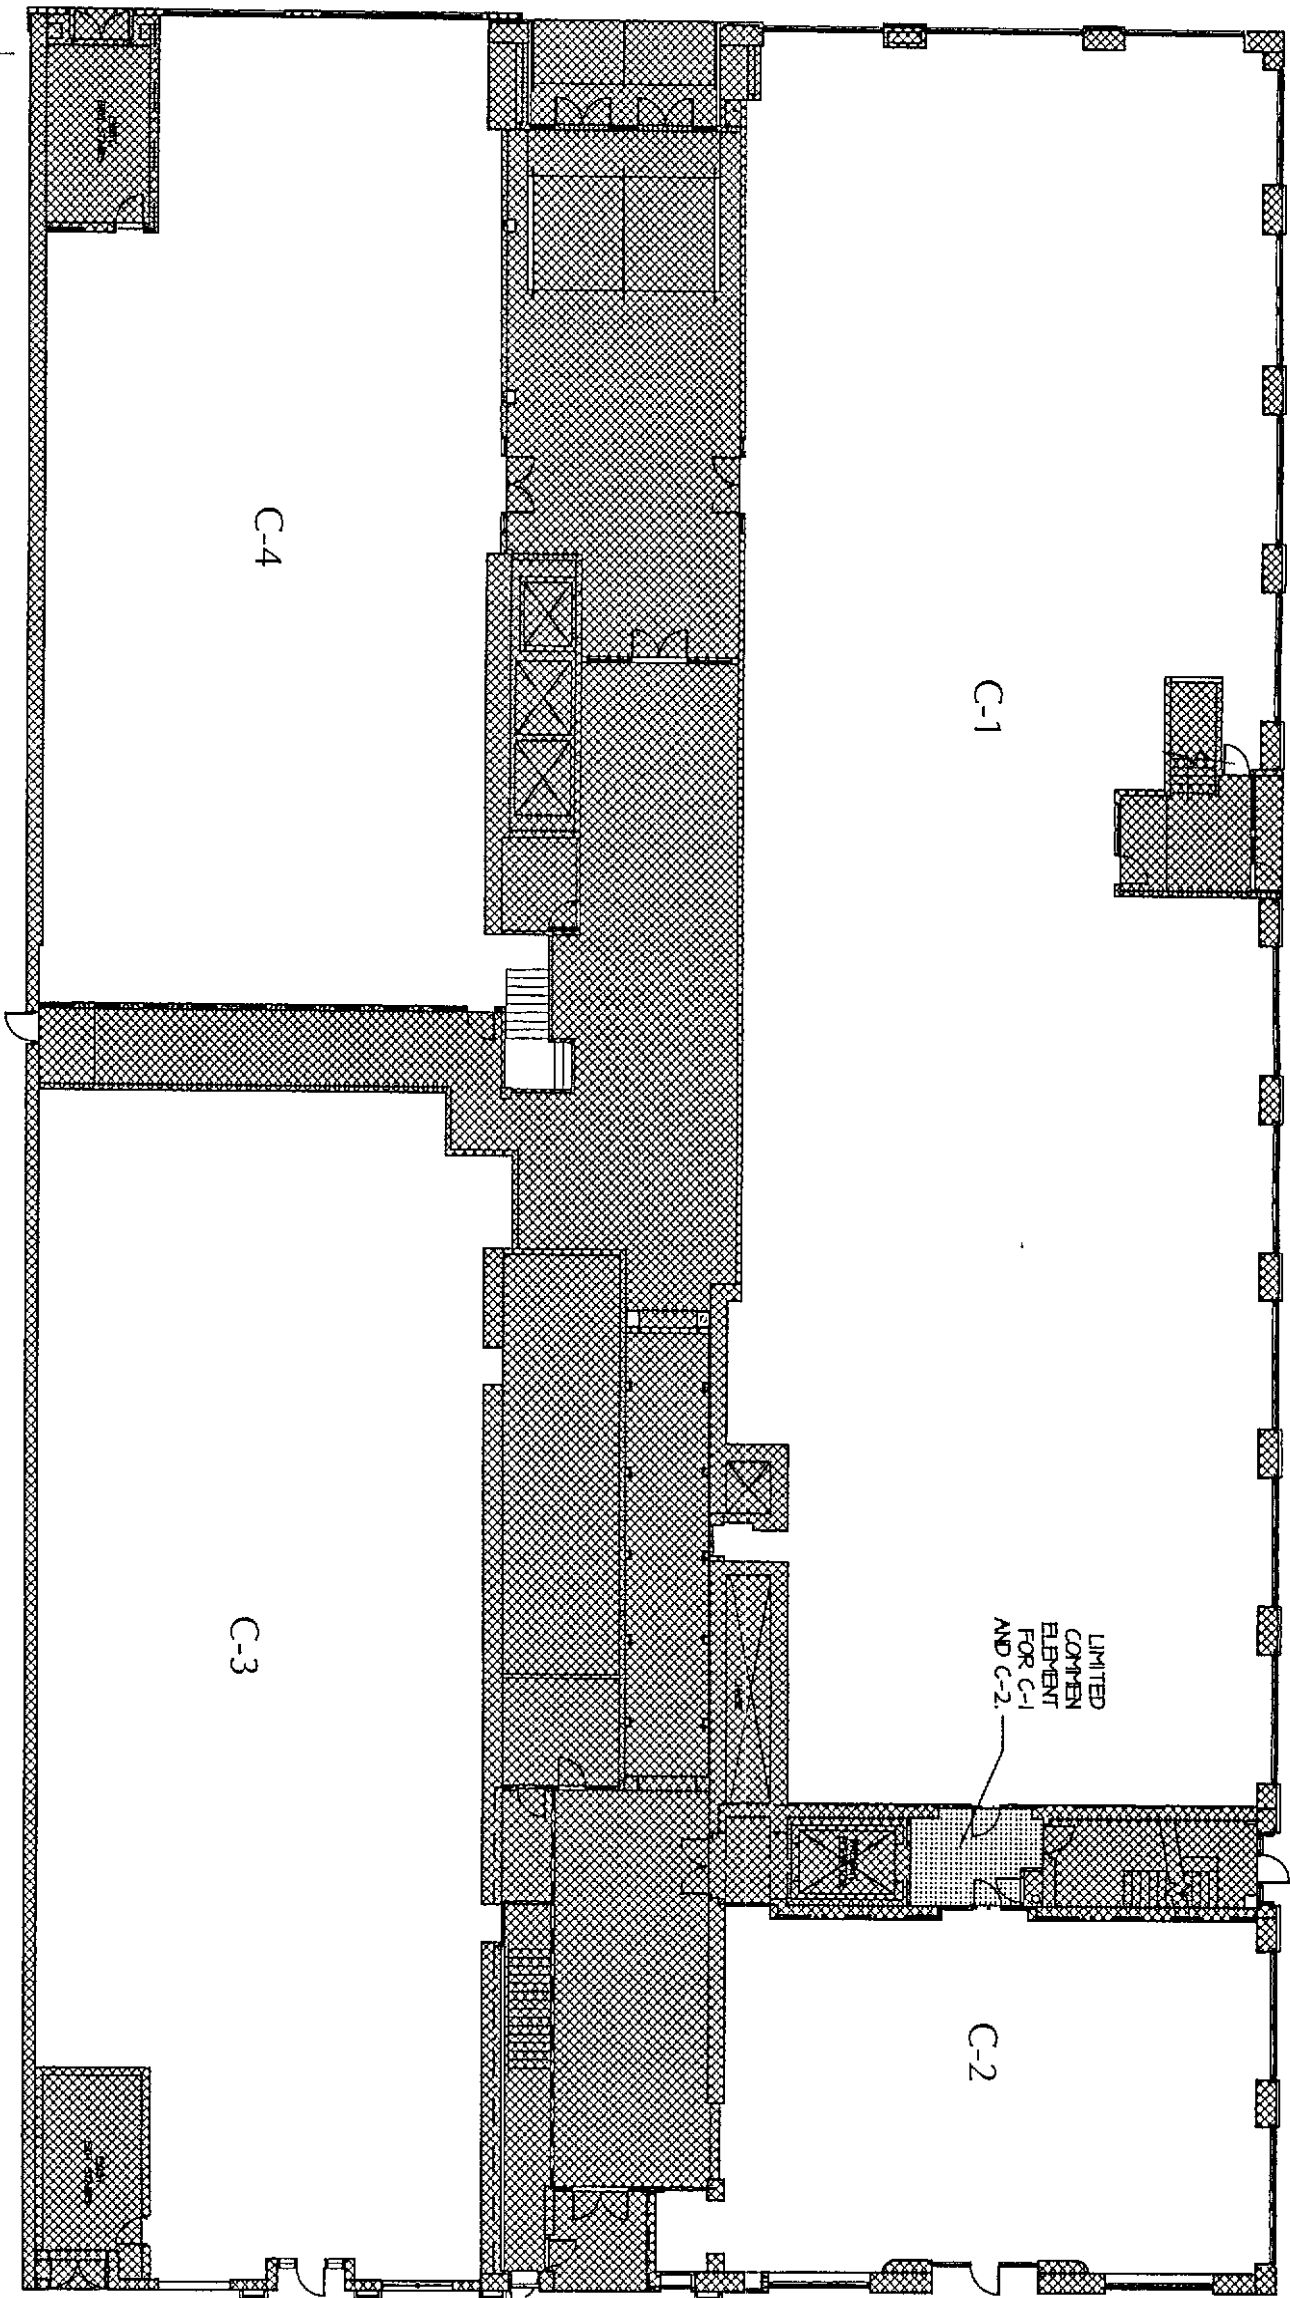 C-1
LIMITED
COMMEN
ELEMENT
FOR C-1
AND C-2.
C-4
C-3
C-2